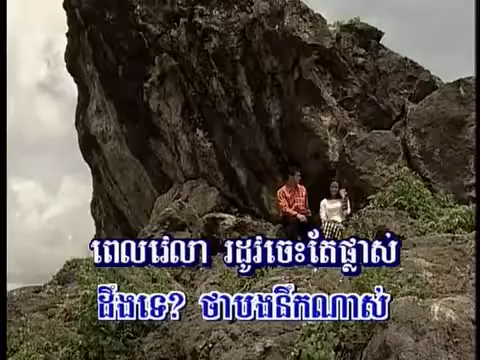 ពេលវេលា រដូវចេះតែផ្លាស់
ដឹងទេ? ថាបងនឹកណាស់